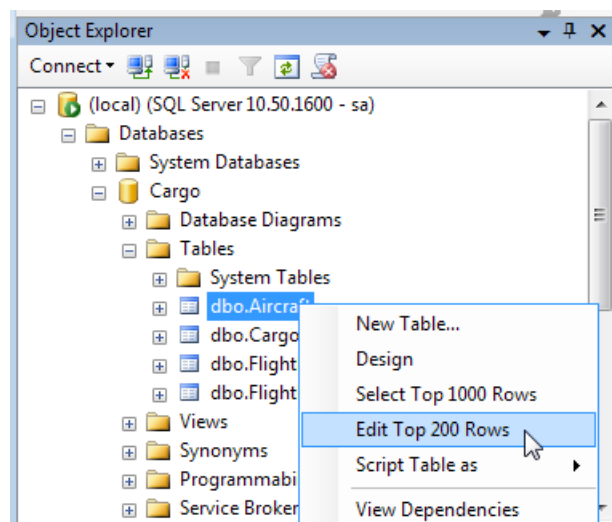 Object Explorer
Connect
(local) (SQL Server 10.50.1600 - sa)
Databases
System Databases
Cargo
Database Diagrams
Tables
System Tables
dbo.Aircraft
dbo.Cargo
dbo.Flight
dbo.Flight
Views
Synonyms
Programmabi
Service Broker
New Table...
Design
Select Top 1000 Rows
Edit Top 200 Rows
Script Table as
View Dependencies